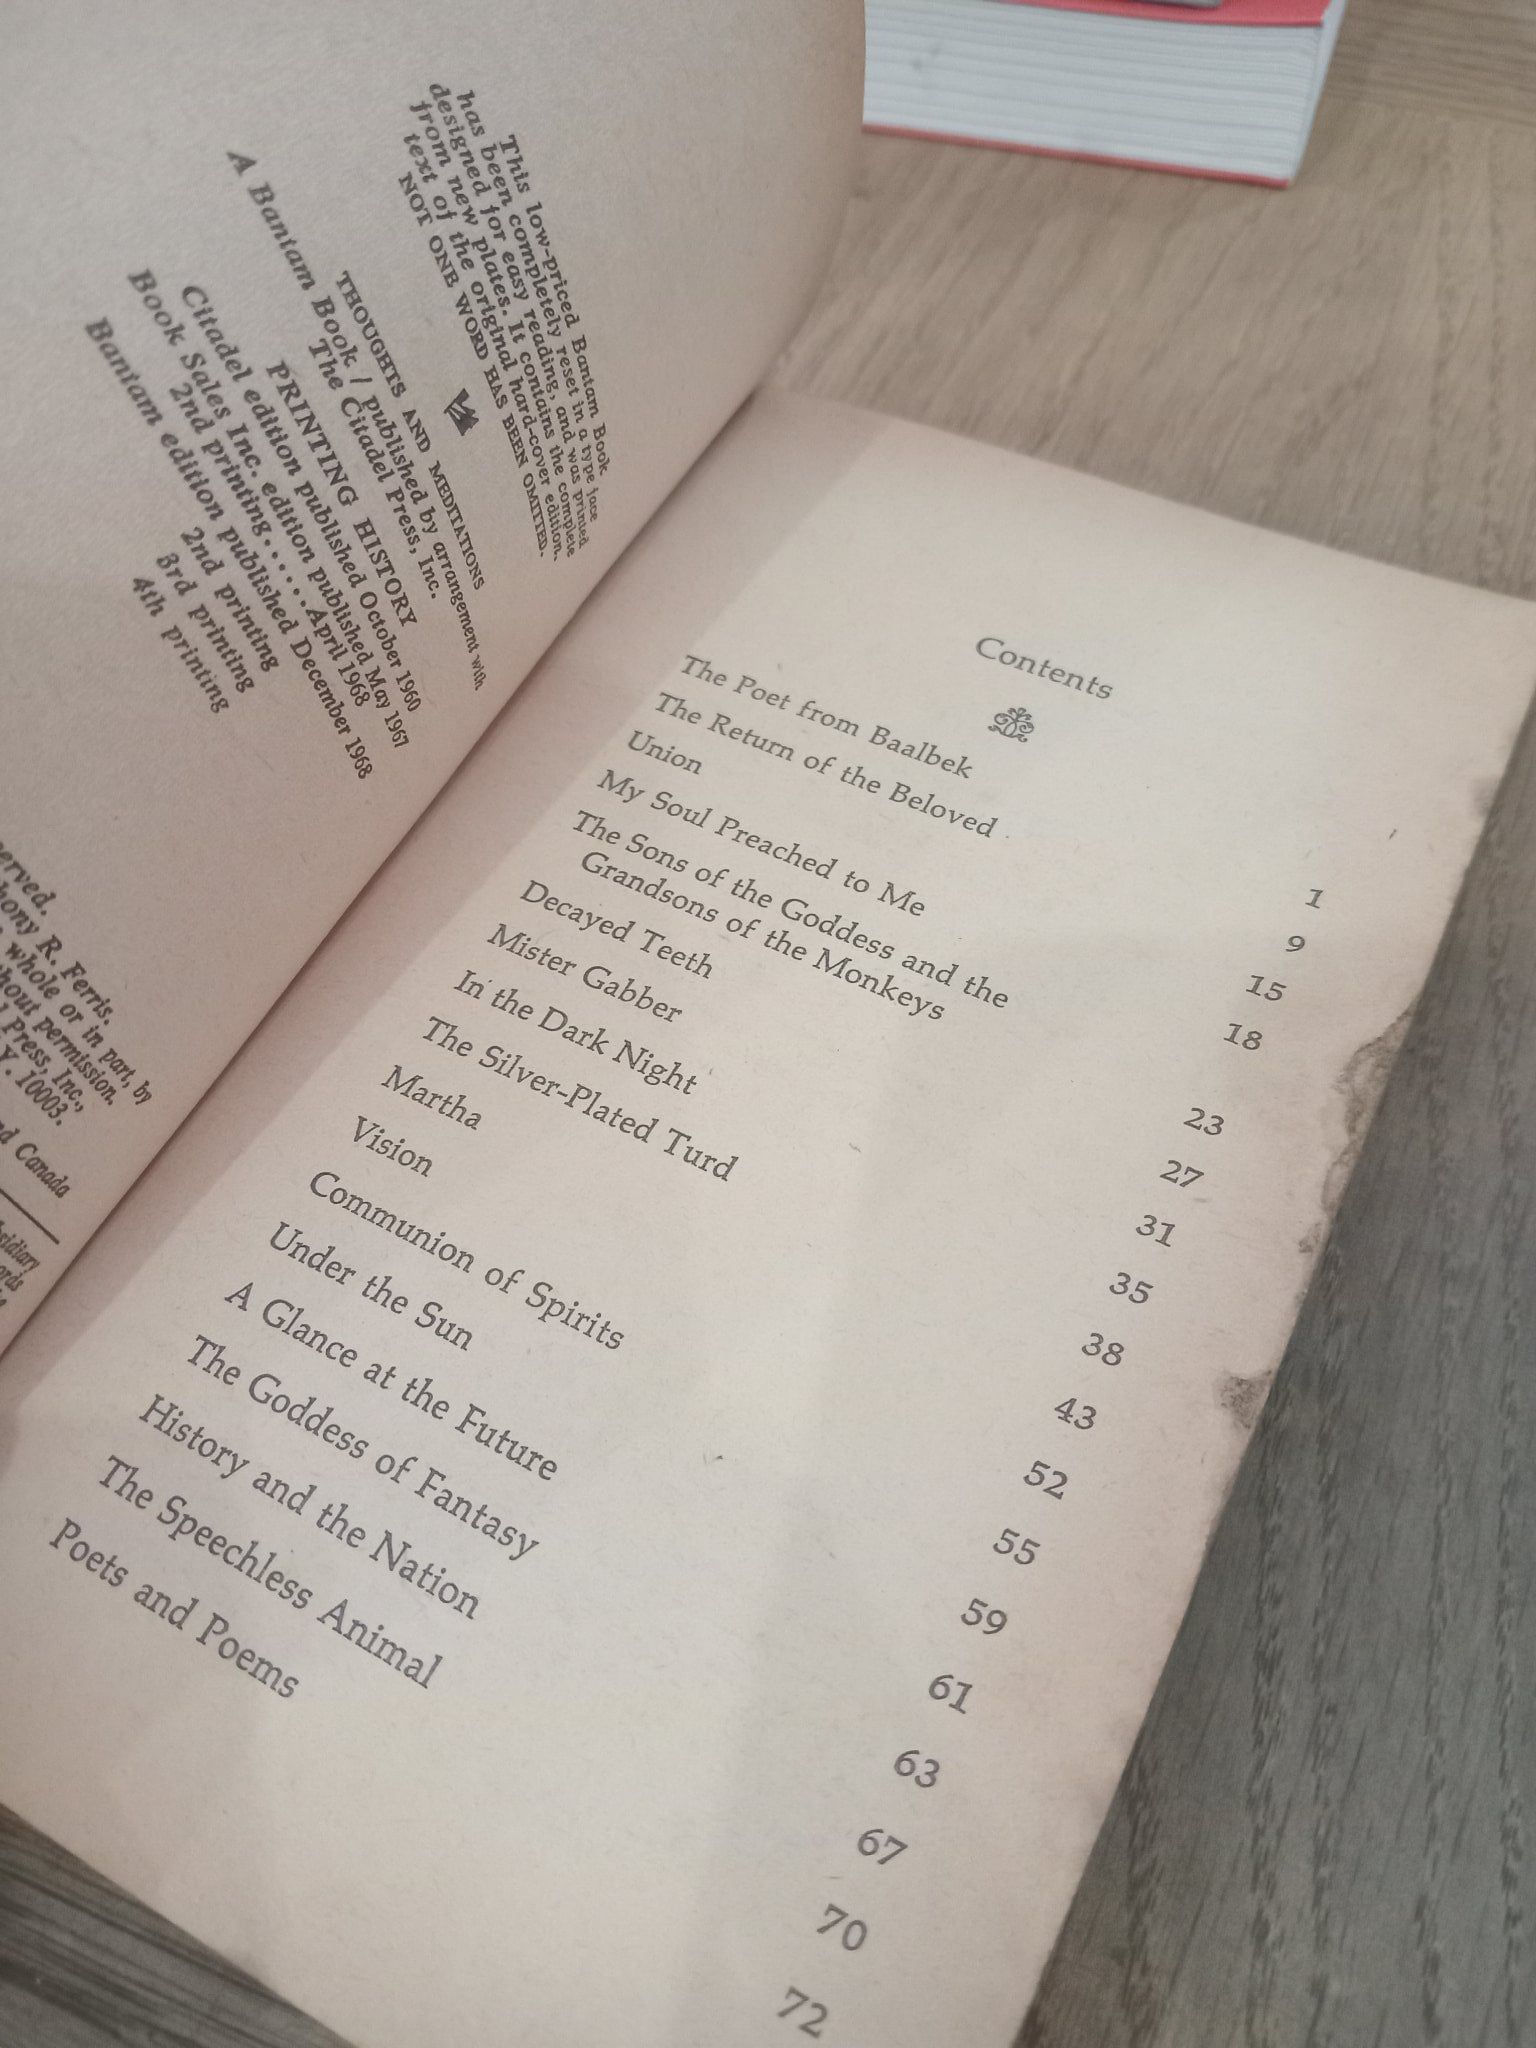 This low-priced Bantam Book
has been completely reset in a type face
designed for easy reading, and was printed
from new plates. It contains the complete
text of the original hard-cover edition.
NOT ONE WORD HAS BEEN OMITTED.
THOUGHTS AND MEDITATIONS
A Bantam Book / published by arrangement with
The Citadel Press, Inc.
PRINTING HISTORY
Citadel edition published October 1960
Book Sales Inc. edition published May 1967
2nd printing......April 1968
Bantam edition published December 1968
2nd printing
3rd printing
4th printing
R. Ferris.
whole or in part, by
permission.
Press, Inc.,
Y. 10003.
Canada
Contents
The Poet from Baalbek 1
The Return of the Beloved 9
Union 15
My Soul Preached to Me 18
The Sons of the Goddess and the
Grandsons of the Monkeys 23
Decayed Teeth 27
Mister Gabber 31
In the Dark Night 35
The Silver-Plated Turd 38
Martha 43
Vision 52
Communion of Spirits 55
Under the Sun 59
A Glance at the Future 61
The Goddess of Fantasy 63
History and the Nation 67
The Speechless Animal 70
Poets and Poems 72